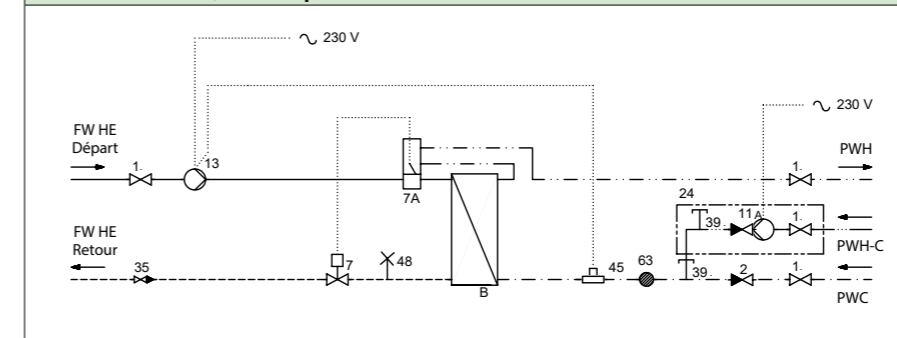 230 V
230 V
FW HE
Départ
PWH
1.
13
1.
7A
24
39.
11
A
1.
FW HE
Retour
PWH-C
35
7
48
45
63
39.
2
1.
B
PWC